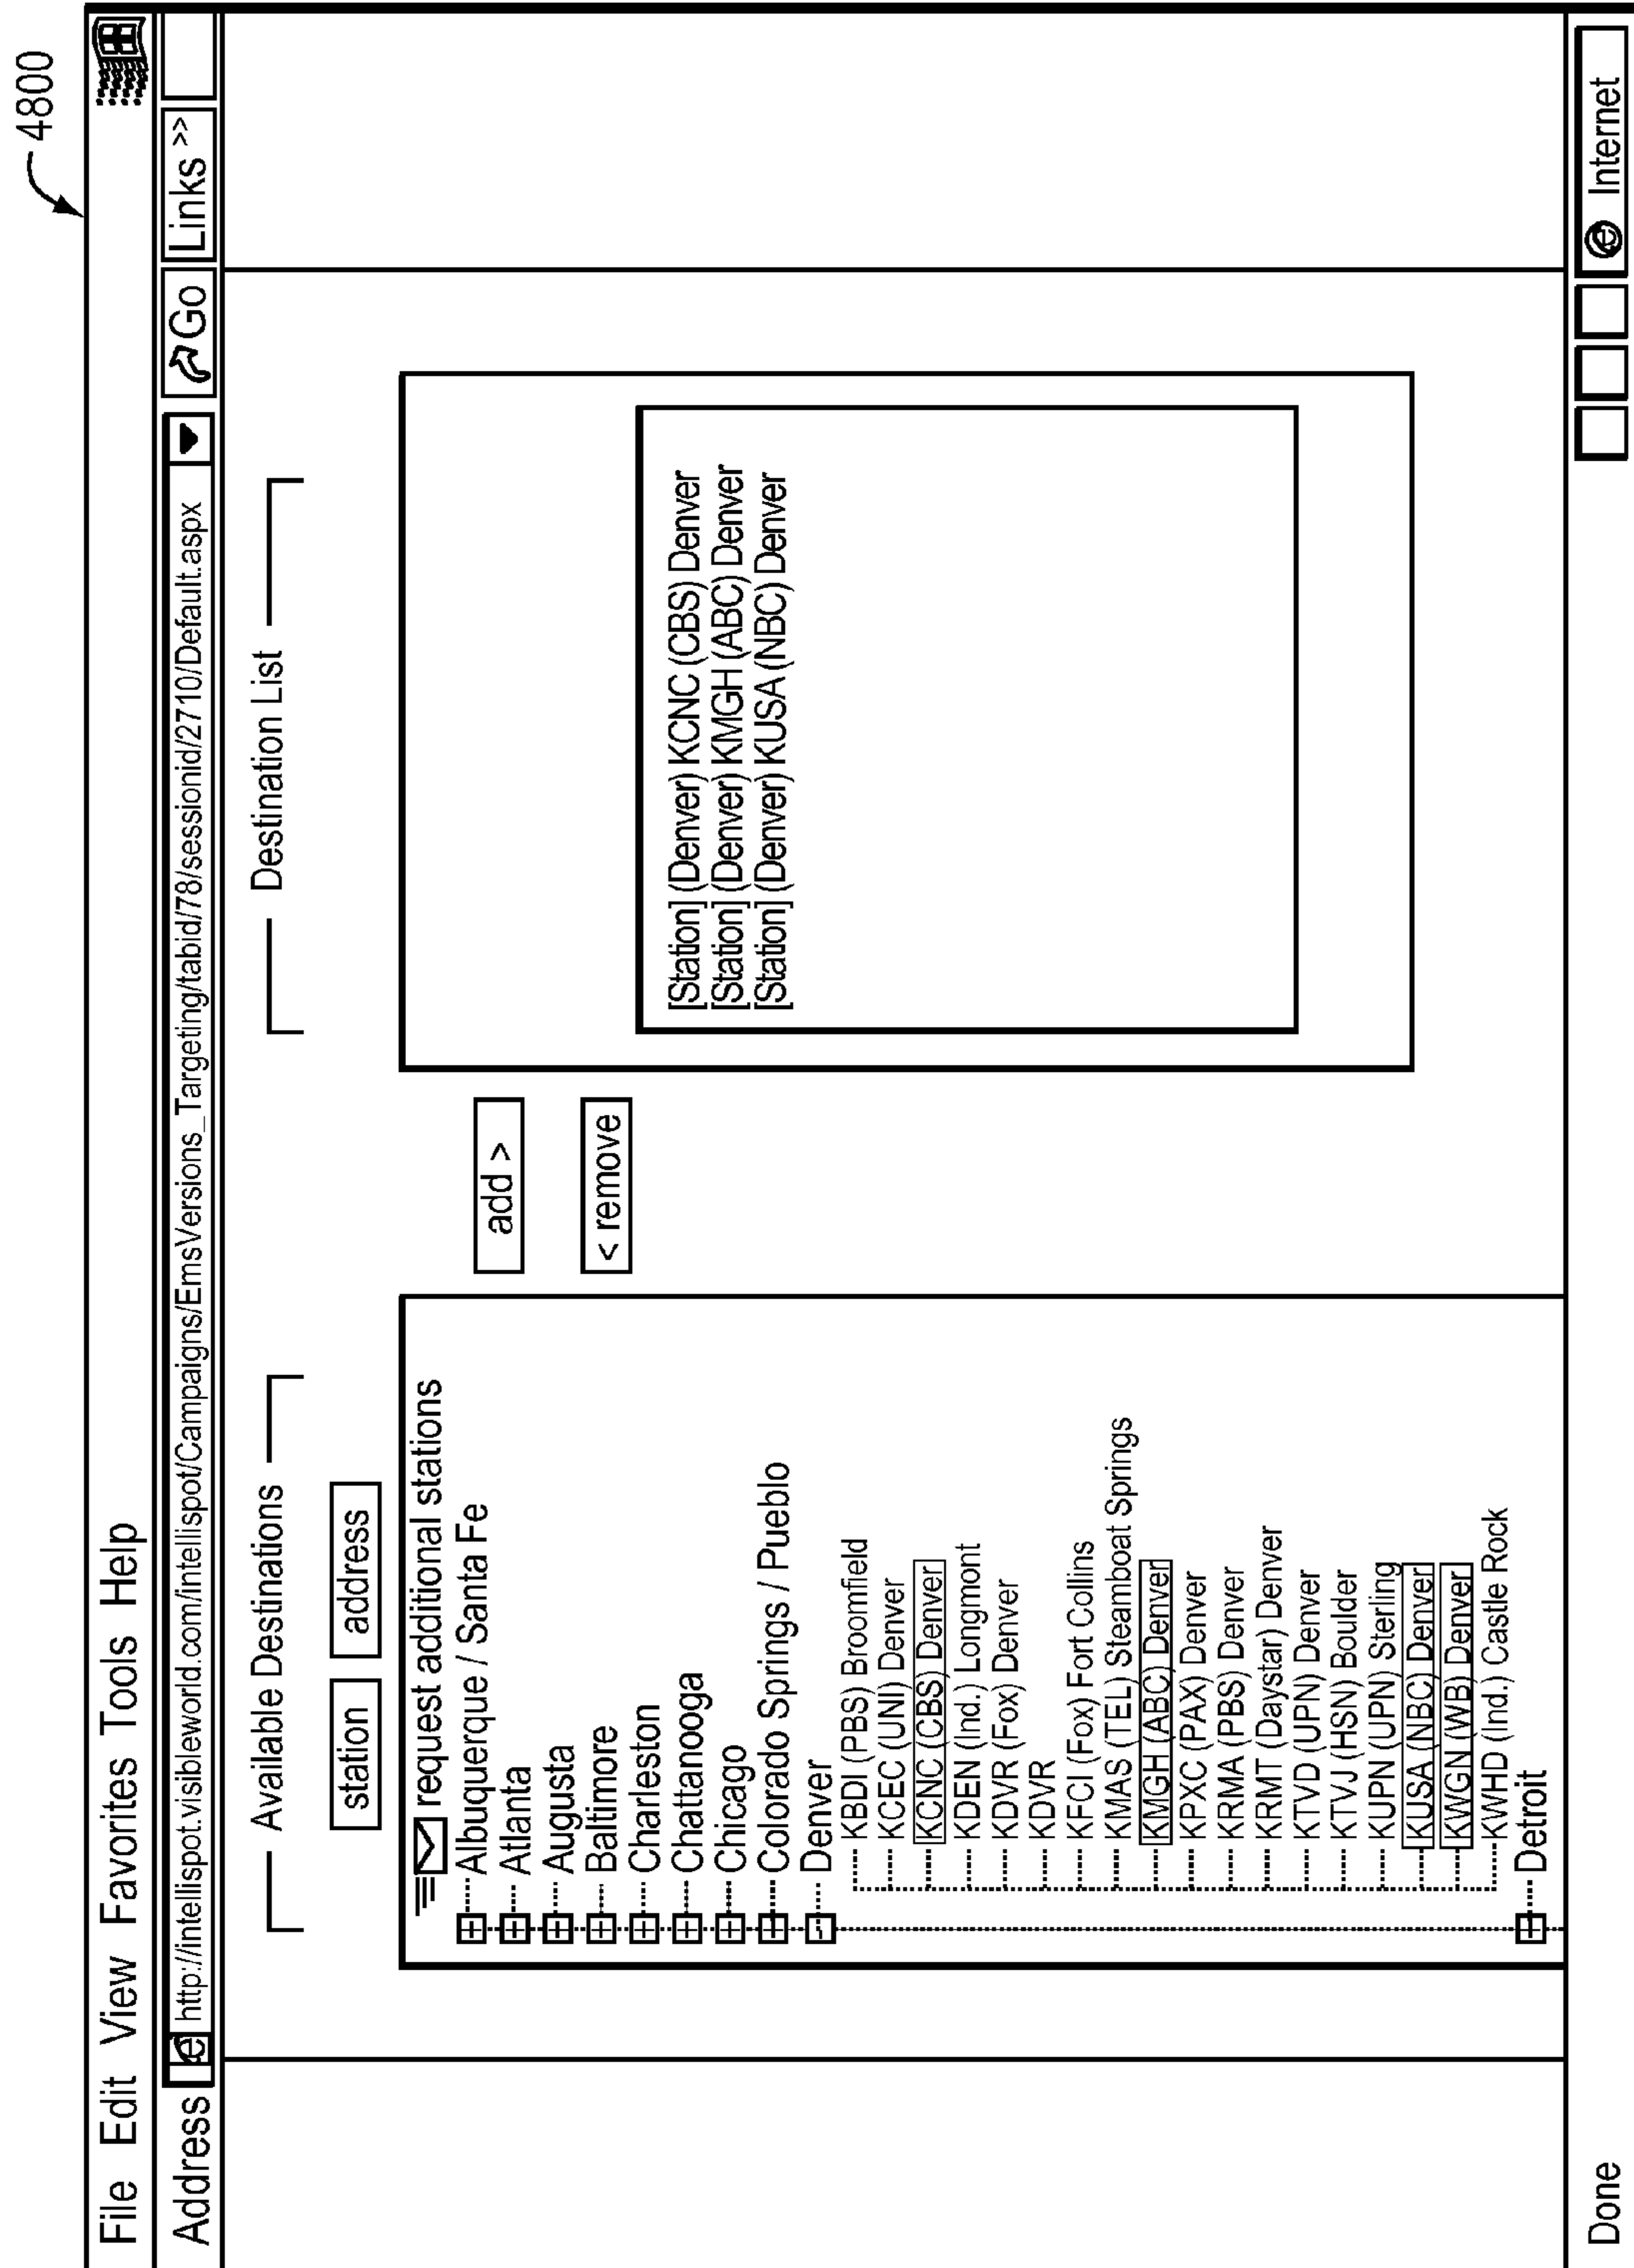 4800
File Edit View Favorites Tools Help
Address http://intellispot.visibleworld.com/intellispot/Campaigns/EmsVersions_Targeting/tabid/78/sessionid/2710/Default.aspx Go Links >>
Available Destinations
Destination List
station address
request additional stations
Albuquerque / Santa Fe
Atlanta
Augusta
Baltimore
Charleston
Chattanooga
Chicago
Colorado Springs / Pueblo
Denver
KBDI (PBS) Broomfield
KCEC (UNI) Denver
KCNC (CBS) Denver
KDEN (Ind.) Longmont
KDVR (Fox) Denver
KDVR
KFCI (Fox) Fort Collins
KMAS (TEL) Steamboat Springs
KMGH (ABC) Denver
KPXC (PAX) Denver
KRMA (PBS) Denver
KRMT (Daystar) Denver
KTVD (UPN) Denver
KTVJ (HSN) Boulder
KUPN (UPN) Sterling
KUSA (NBC) Denver
KWGN (WB) Denver
KWHD (Ind.) Castle Rock
Detroit
add >
< remove
[Station] (Denver) KCNC (CBS) Denver
[Station] (Denver) KMGH (ABC) Denver
[Station] (Denver) KUSA (NBC) Denver
Done
Internet